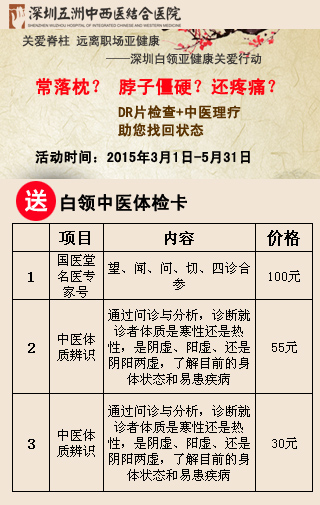 深圳五洲中西医结合医院
SHENZHEN WUZHOU HOSPITAL OF INTEGRATED CHINESE AND WESTERN MEDICINE
关爱脊柱 远离职场亚健康
——深圳白领亚健康关爱行动
常落枕？ 脖子僵硬？还疼痛？
DR片检查+中医理疗
助您找回状态
活动时间：2015年3月1日-5月31日
送 白领中医体检卡
项目 内容 价格
1 国医堂名医专家号 望、闻、问、切、四诊合参 100元
2 中医体质辨识 通过问诊与分析，诊断就诊者体质是寒性还是热性，是阴虚、阳虚、还是阴阳两虚，了解目前的身体状态和易患疾病 55元
3 中医体质辨识 通过问诊与分析，诊断就诊者体质是寒性还是热性，是阴虚、阳虚、还是阴阳两虚，了解目前的身体状态和易患疾病 30元